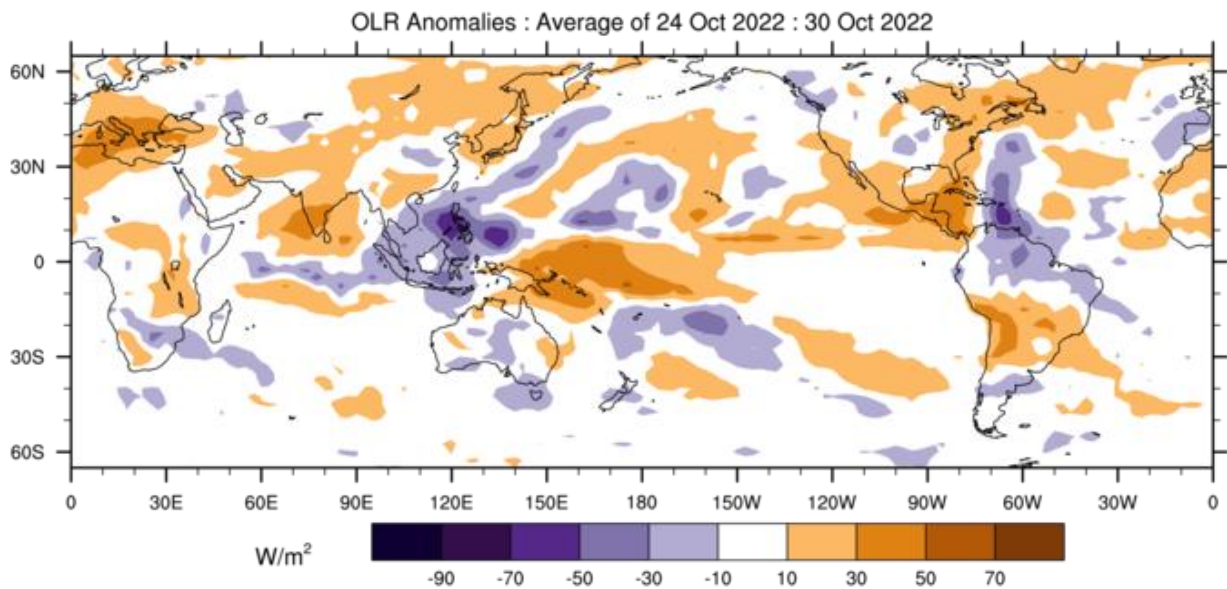 OLR Anomalies : Average of 24 Oct 2022 : 30 Oct 2022
60N
30N
0
30S
60S
0 30E 60E 90E 120E 150E 180 150W 120W 90W 60W 30W 0
W/m²
-90 -70 -50 -30 -10 10 30 50 70